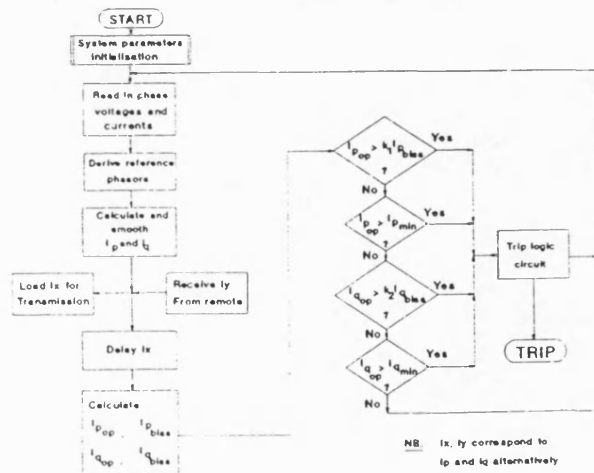 START
System parameters
initialisation
Read in phase
voltages and
currents
Derive reference
phasors
Calculate and
smooth
Ip and Iq
Load Ix for
Transmission
Receive Iy
From remote
Delay Ix
Calculate
Ipop , Ipbias
Iqop , Iqbias
Ipop > k1Ipbias
?
Yes
No
Ipop > Ipmin
?
Yes
No
Iqop > k2Iqbias
?
Yes
No
Iqop > Iqmin
?
Yes
No
Trip logic
circuit
TRIP
NB. Ix, Iy correspond to
Ip and Iq alternatively